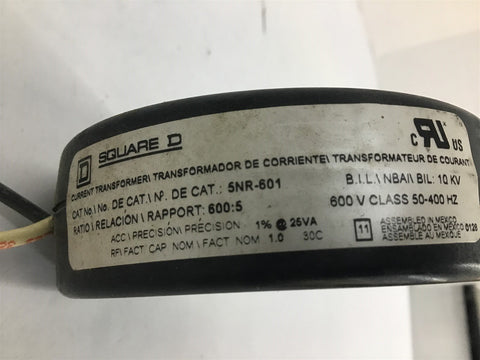 SQUARE D
CURRENT TRANSFORMER\ TRANSFORMADOR DE CORRIENTE\ TRANSFORMATEUR DE COURANT
CAT No.\ No. DE CAT.\ Nº. DE CAT.: 5NR-601
B.I.L.\ NBAI\ BIL: 10 KV
RATIO\ RELACION\ RAPPORT: 600:5
600 V CLASS 50-400 HZ
ACC\ PRECISION\ PRÉCISION 1% @ 25VA
RF\ FACT CAP NOM\ FACT NOM 1.0 30C
11
ASSEMBLED IN MEXICO
ENSAMBLADO EN MEXICO
ASSEMBLE AU MEXIQUE
0128
c RU US